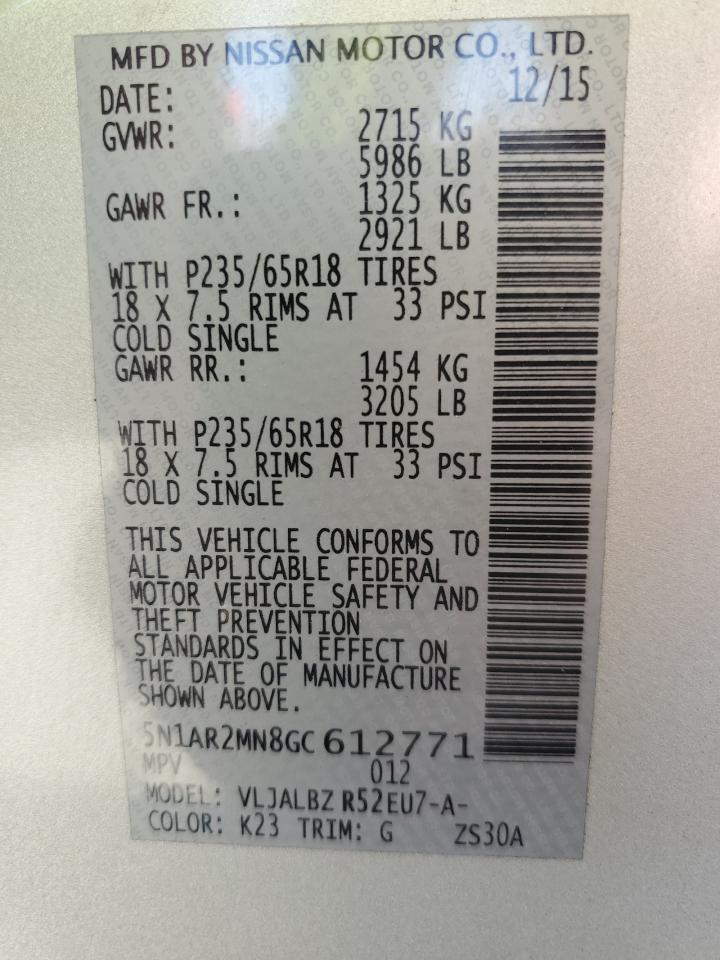 MFD BY NISSAN MOTOR CO., LTD.
DATE: 12/15
GVWR: 2715 KG
5986 LB
GAWR FR.: 1325 KG
2921 LB
WITH P235/65R18 TIRES
18 X 7.5 RIMS AT 33 PSI
COLD SINGLE
GAWR RR.: 1454 KG
3205 LB
WITH P235/65R18 TIRES
18 X 7.5 RIMS AT 33 PSI
COLD SINGLE
THIS VEHICLE CONFORMS TO
ALL APPLICABLE FEDERAL
MOTOR VEHICLE SAFETY AND
THEFT PREVENTION
STANDARDS IN EFFECT ON
THE DATE OF MANUFACTURE
SHOWN ABOVE.
5N1AR2MN8GC 612771
MPV 012
MODEL: VLJALBZ R52EU7-A-
COLOR: K23 TRIM: G ZS30A